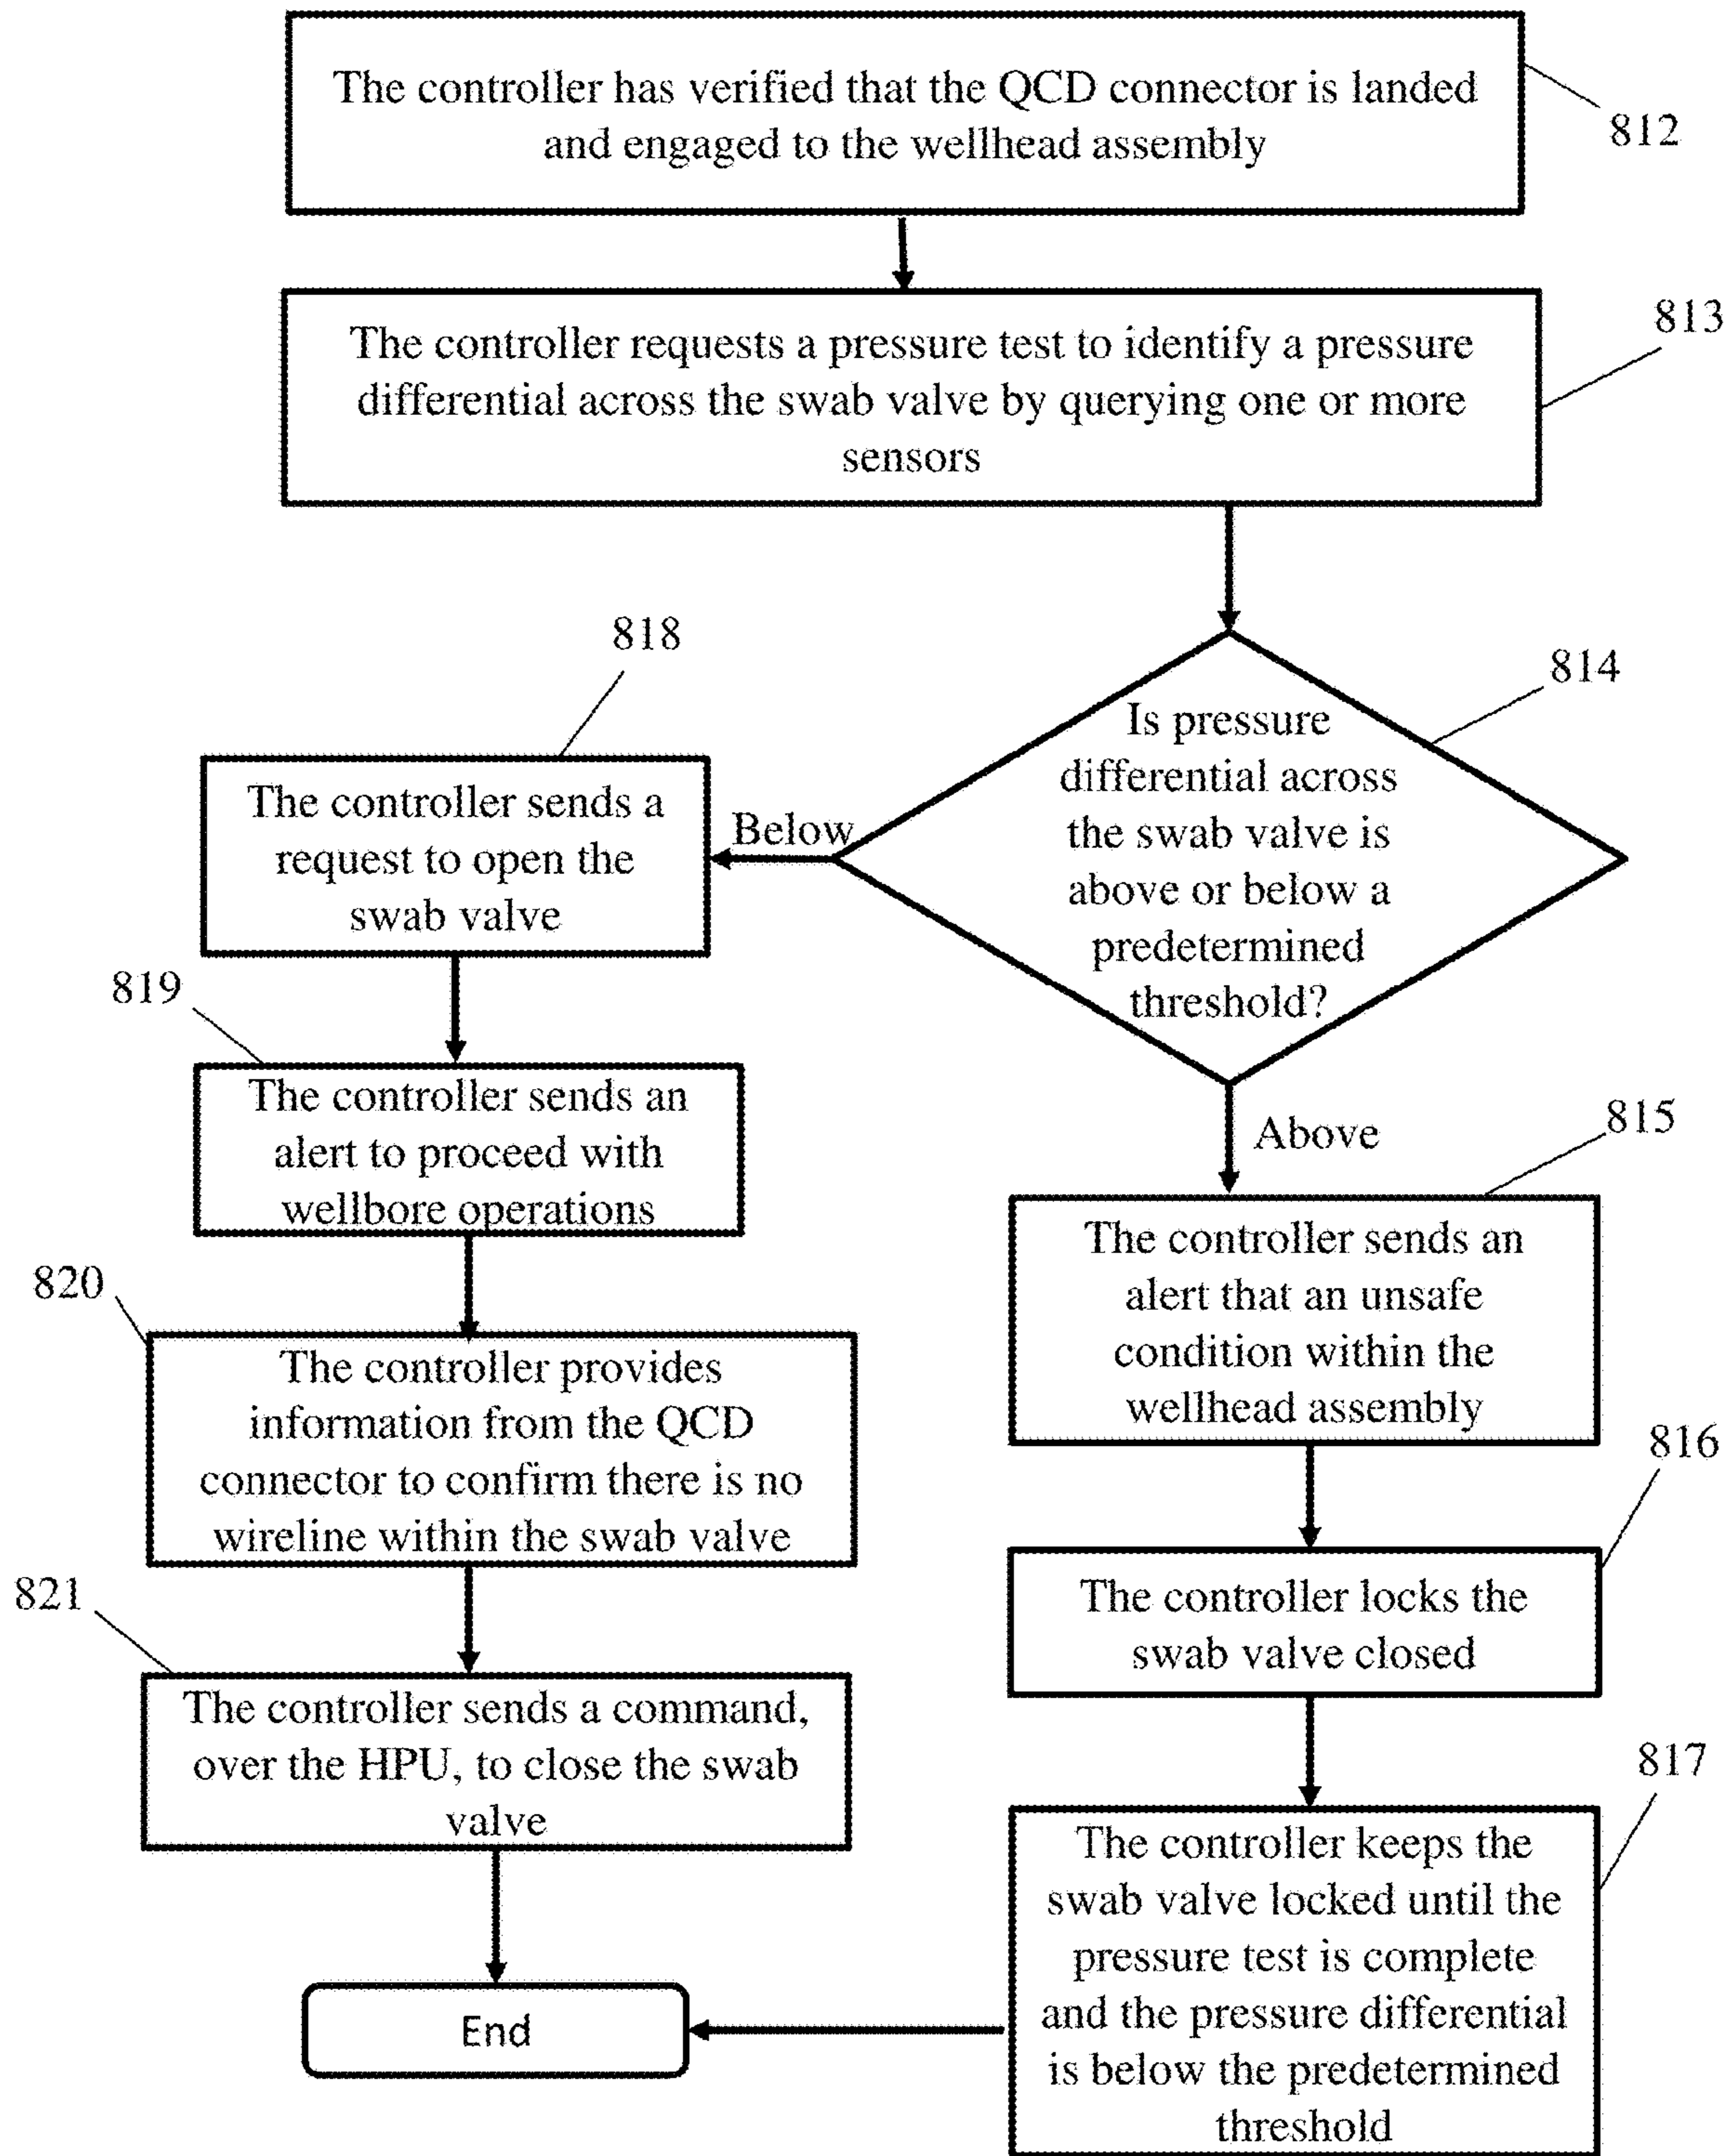 The controller has verified that the QCD connector is landed
and engaged to the wellhead assembly
812
The controller requests a pressure test to identify a pressure
differential across the swab valve by querying one or more
sensors
813
814
Is pressure
differential across
the swab valve is
above or below a
predetermined
threshold?
Below
Above
818
The controller sends a
request to open the
swab valve
819
The controller sends an
alert to proceed with
wellbore operations
820
The controller provides
information from the QCD
connector to confirm there is no
wireline within the swab valve
821
The controller sends a command,
over the HPU, to close the swab
valve
815
The controller sends an
alert that an unsafe
condition within the
wellhead assembly
816
The controller locks the
swab valve closed
817
The controller keeps the
swab valve locked until the
pressure test is complete
and the pressure differential
is below the predetermined
threshold
End